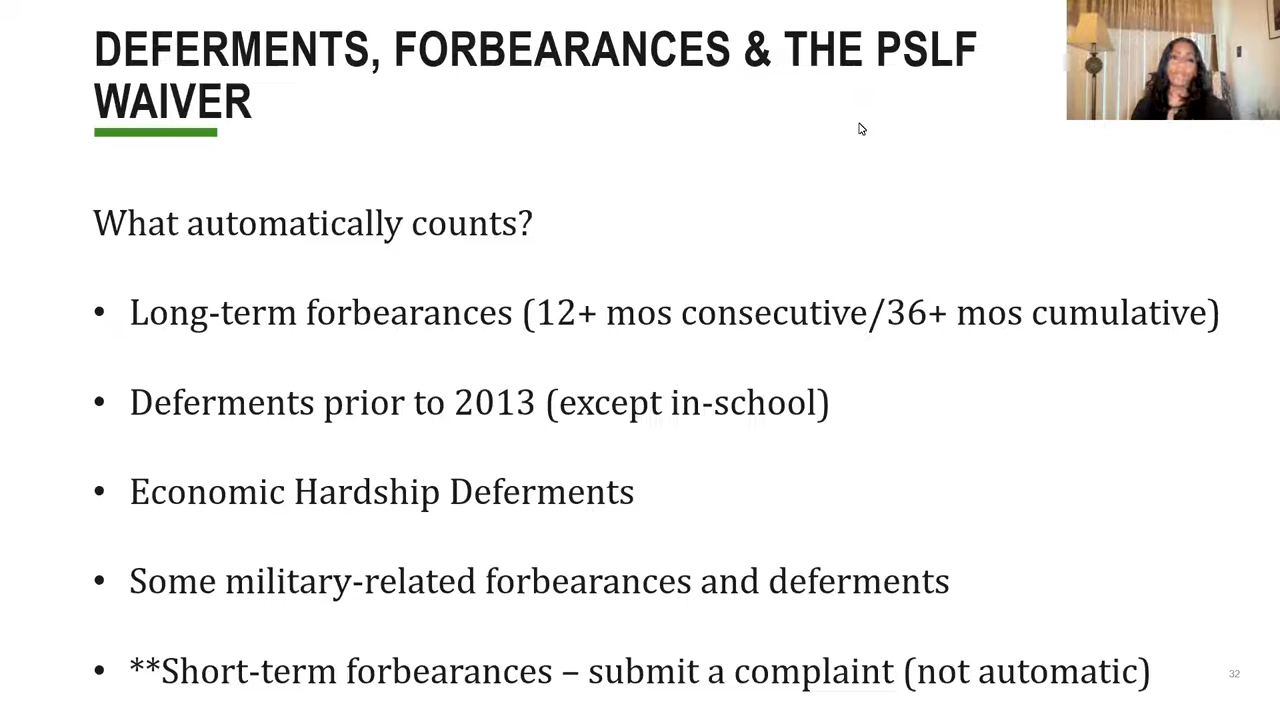 DEFERMENTS, FORBEARANCES & THE PSLF
WAIVER
What automatically counts?
• Long-term forbearances (12+ mos consecutive/36+ mos cumulative)
• Deferments prior to 2013 (except in-school)
• Economic Hardship Deferments
• Some military-related forbearances and deferments
• **Short-term forbearances – submit a complaint (not automatic)
32